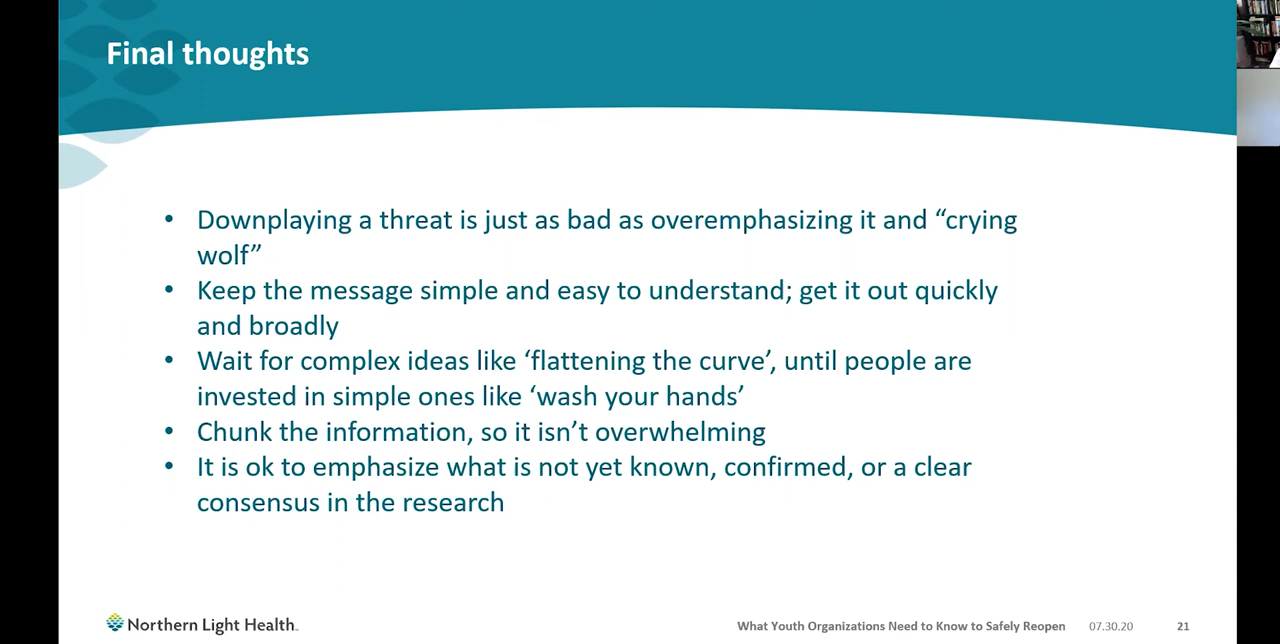 Final thoughts
• Downplaying a threat is just as bad as overemphasizing it and “crying
wolf”
• Keep the message simple and easy to understand; get it out quickly
and broadly
• Wait for complex ideas like ‘flattening the curve’, until people are
invested in simple ones like ‘wash your hands’
• Chunk the information, so it isn’t overwhelming
• It is ok to emphasize what is not yet known, confirmed, or a clear
consensus in the research
Northern Light Health
What Youth Organizations Need to Know to Safely Reopen 07.30.20 21